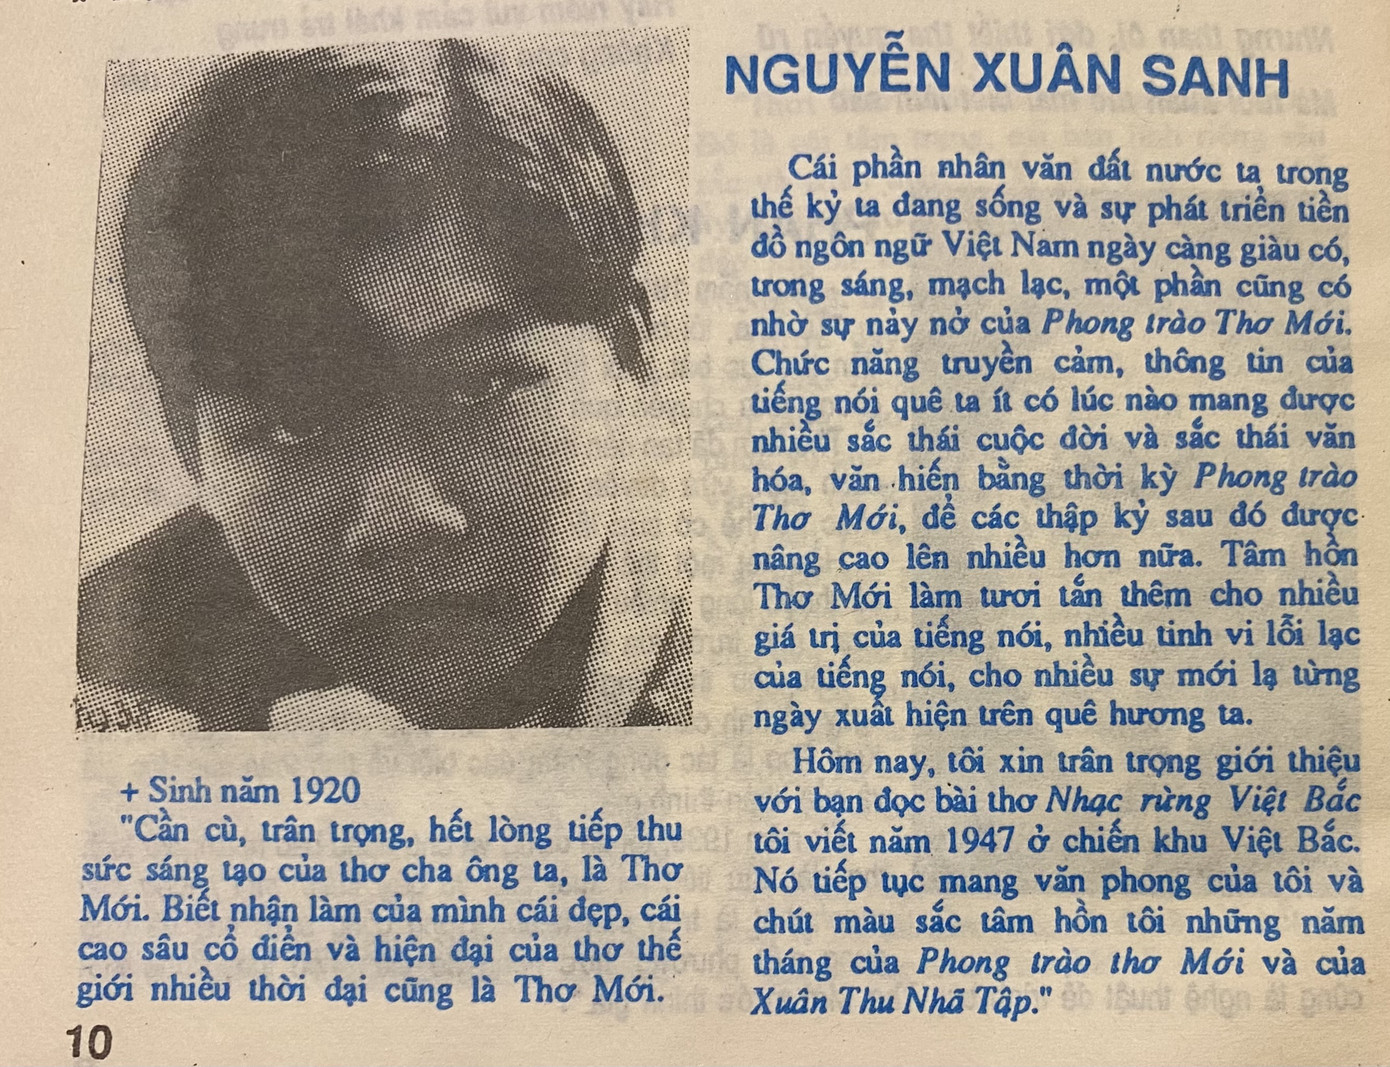 NGUYỄN XUÂN SANH
+ Sinh năm 1920
"Cần cù, trân trọng, hết lòng tiếp thu
sức sáng tạo của thơ cha ông ta, là Thơ
Mới. Biết nhận làm của mình cái đẹp, cái
cao sâu cổ điển và hiện đại của thơ thế
giới nhiều thời đại cũng là Thơ Mới.
Cái phần nhân văn đất nước ta trong
thế kỷ ta đang sống và sự phát triển tiền
đồ ngôn ngữ Việt Nam ngày càng giàu có,
trong sáng, mạch lạc, một phần cũng có
nhờ sự nảy nở của Phong trào Thơ Mới.
Chức năng truyền cảm, thông tin của
tiếng nói quê ta ít có lúc nào mang được
nhiều sắc thái cuộc đời và sắc thái văn
hóa, văn hiến bằng thời kỳ Phong trào
Thơ Mới, để các thập kỷ sau đó được
nâng cao lên nhiều hơn nữa. Tâm hồn
Thơ Mới làm tươi tắn thêm cho nhiều
giá trị của tiếng nói, nhiều tinh vi lỗi lạc
của tiếng nói, cho nhiều sự mới lạ từng
ngày xuất hiện trên quê hương ta.
Hôm nay, tôi xin trân trọng giới thiệu
với bạn đọc bài thơ Nhạc rừng Việt Bắc
tôi viết năm 1947 ở chiến khu Việt Bắc.
Nó tiếp tục mang văn phong của tôi và
chút màu sắc tâm hồn tôi những năm
tháng của Phong trào thơ Mới và của
Xuân Thu Nhã Tập."
10